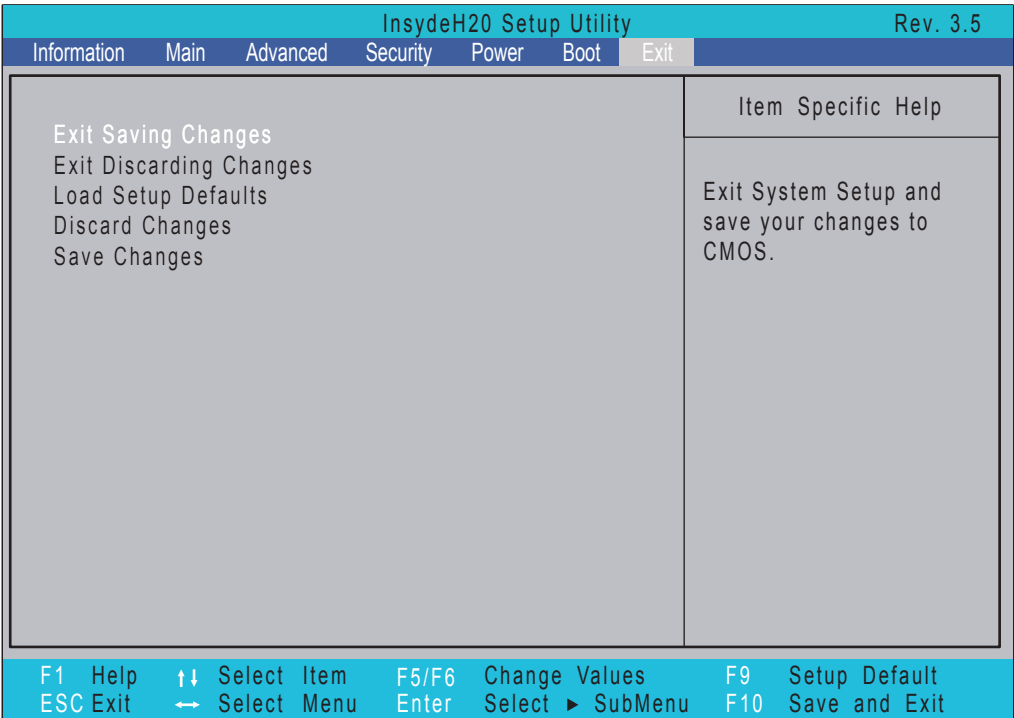 InsydeH20 Setup Utility Rev. 3.5
Information Main Advanced Security Power Boot Exit
Item Specific Help
Exit Saving Changes
Exit Discarding Changes
Load Setup Defaults
Discard Changes
Save Changes
Exit System Setup and
save your changes to
CMOS.
F1 Help ↑↓ Select Item F5/F6 Change Values F9 Setup Default
ESC Exit ↔ Select Menu Enter Select ► SubMenu F10 Save and Exit